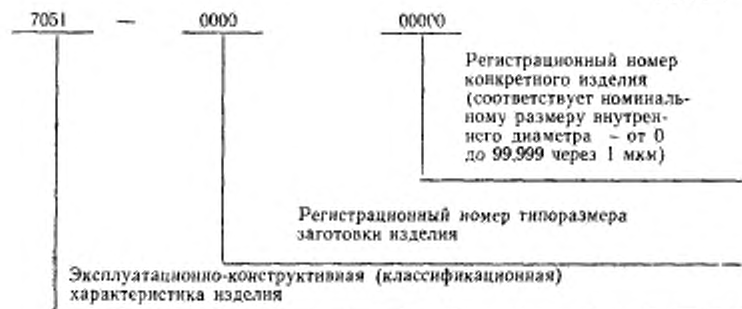 7051 — 0000 00000
Регистрационный номер
конкретного изделия
(соответствует номиналь-
ному размеру внутрен-
него диаметра – от 0
до 99,999 через 1 мкм)
Регистрационный номер типоразмера
заготовки изделия
Эксплуатационно-конструктивная (классификационная)
характеристика изделия